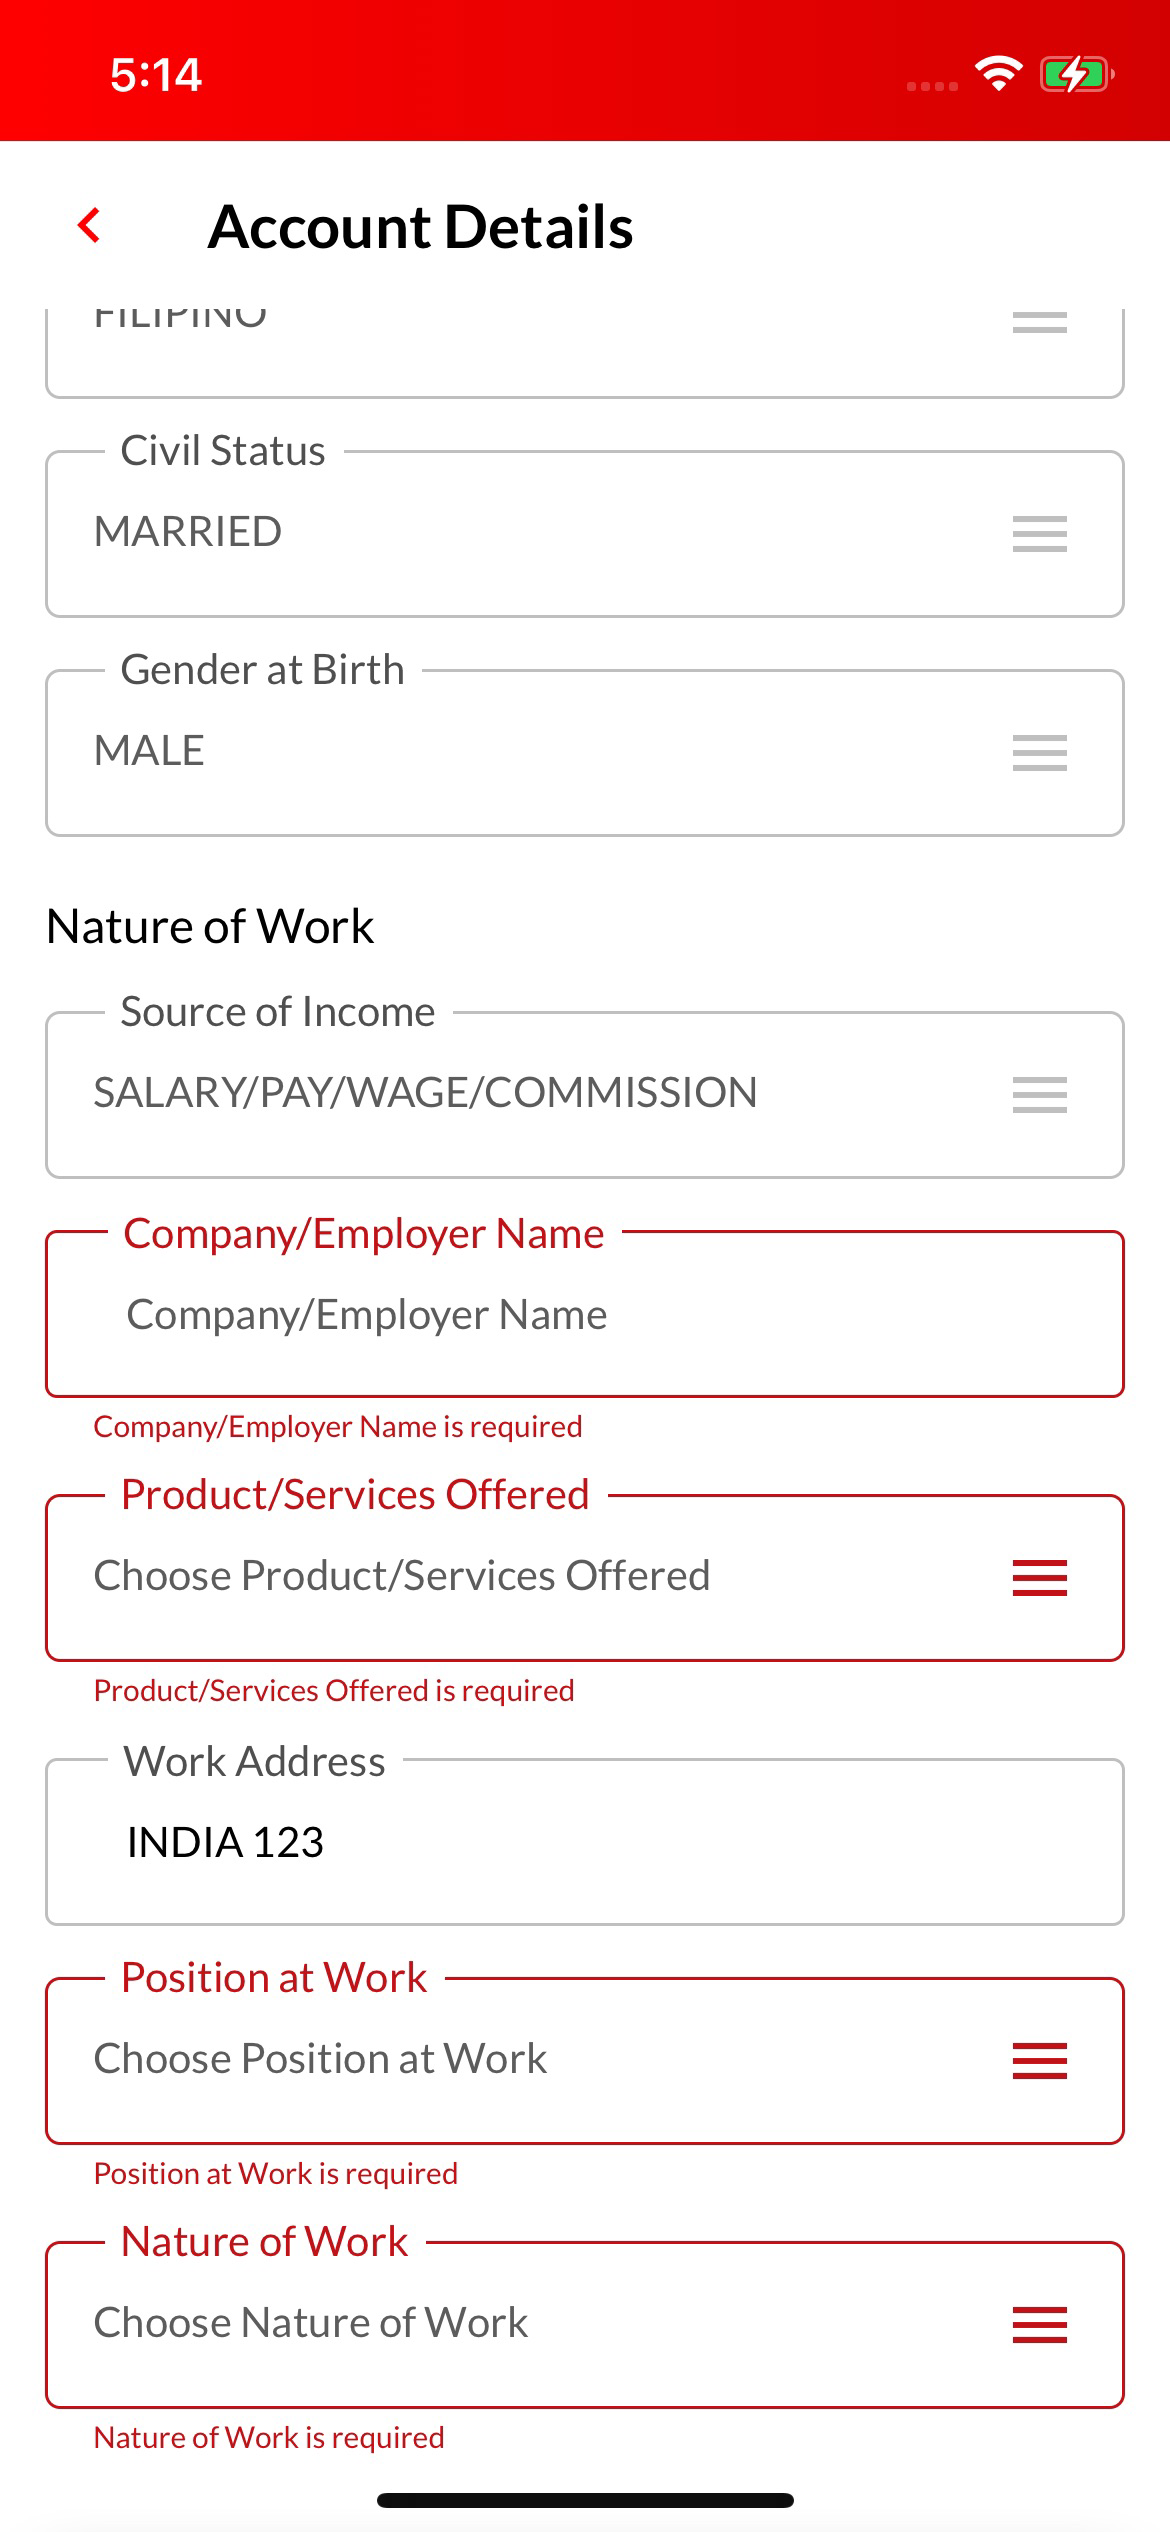 5:14
Account Details
FILIPINO
Civil Status
MARRIED
Gender at Birth
MALE
Nature of Work
Source of Income
SALARY/PAY/WAGE/COMMISSION
Company/Employer Name
Company/Employer Name
Company/Employer Name is required
Product/Services Offered
Choose Product/Services Offered
Product/Services Offered is required
Work Address
INDIA 123
Position at Work
Choose Position at Work
Position at Work is required
Nature of Work
Choose Nature of Work
Nature of Work is required